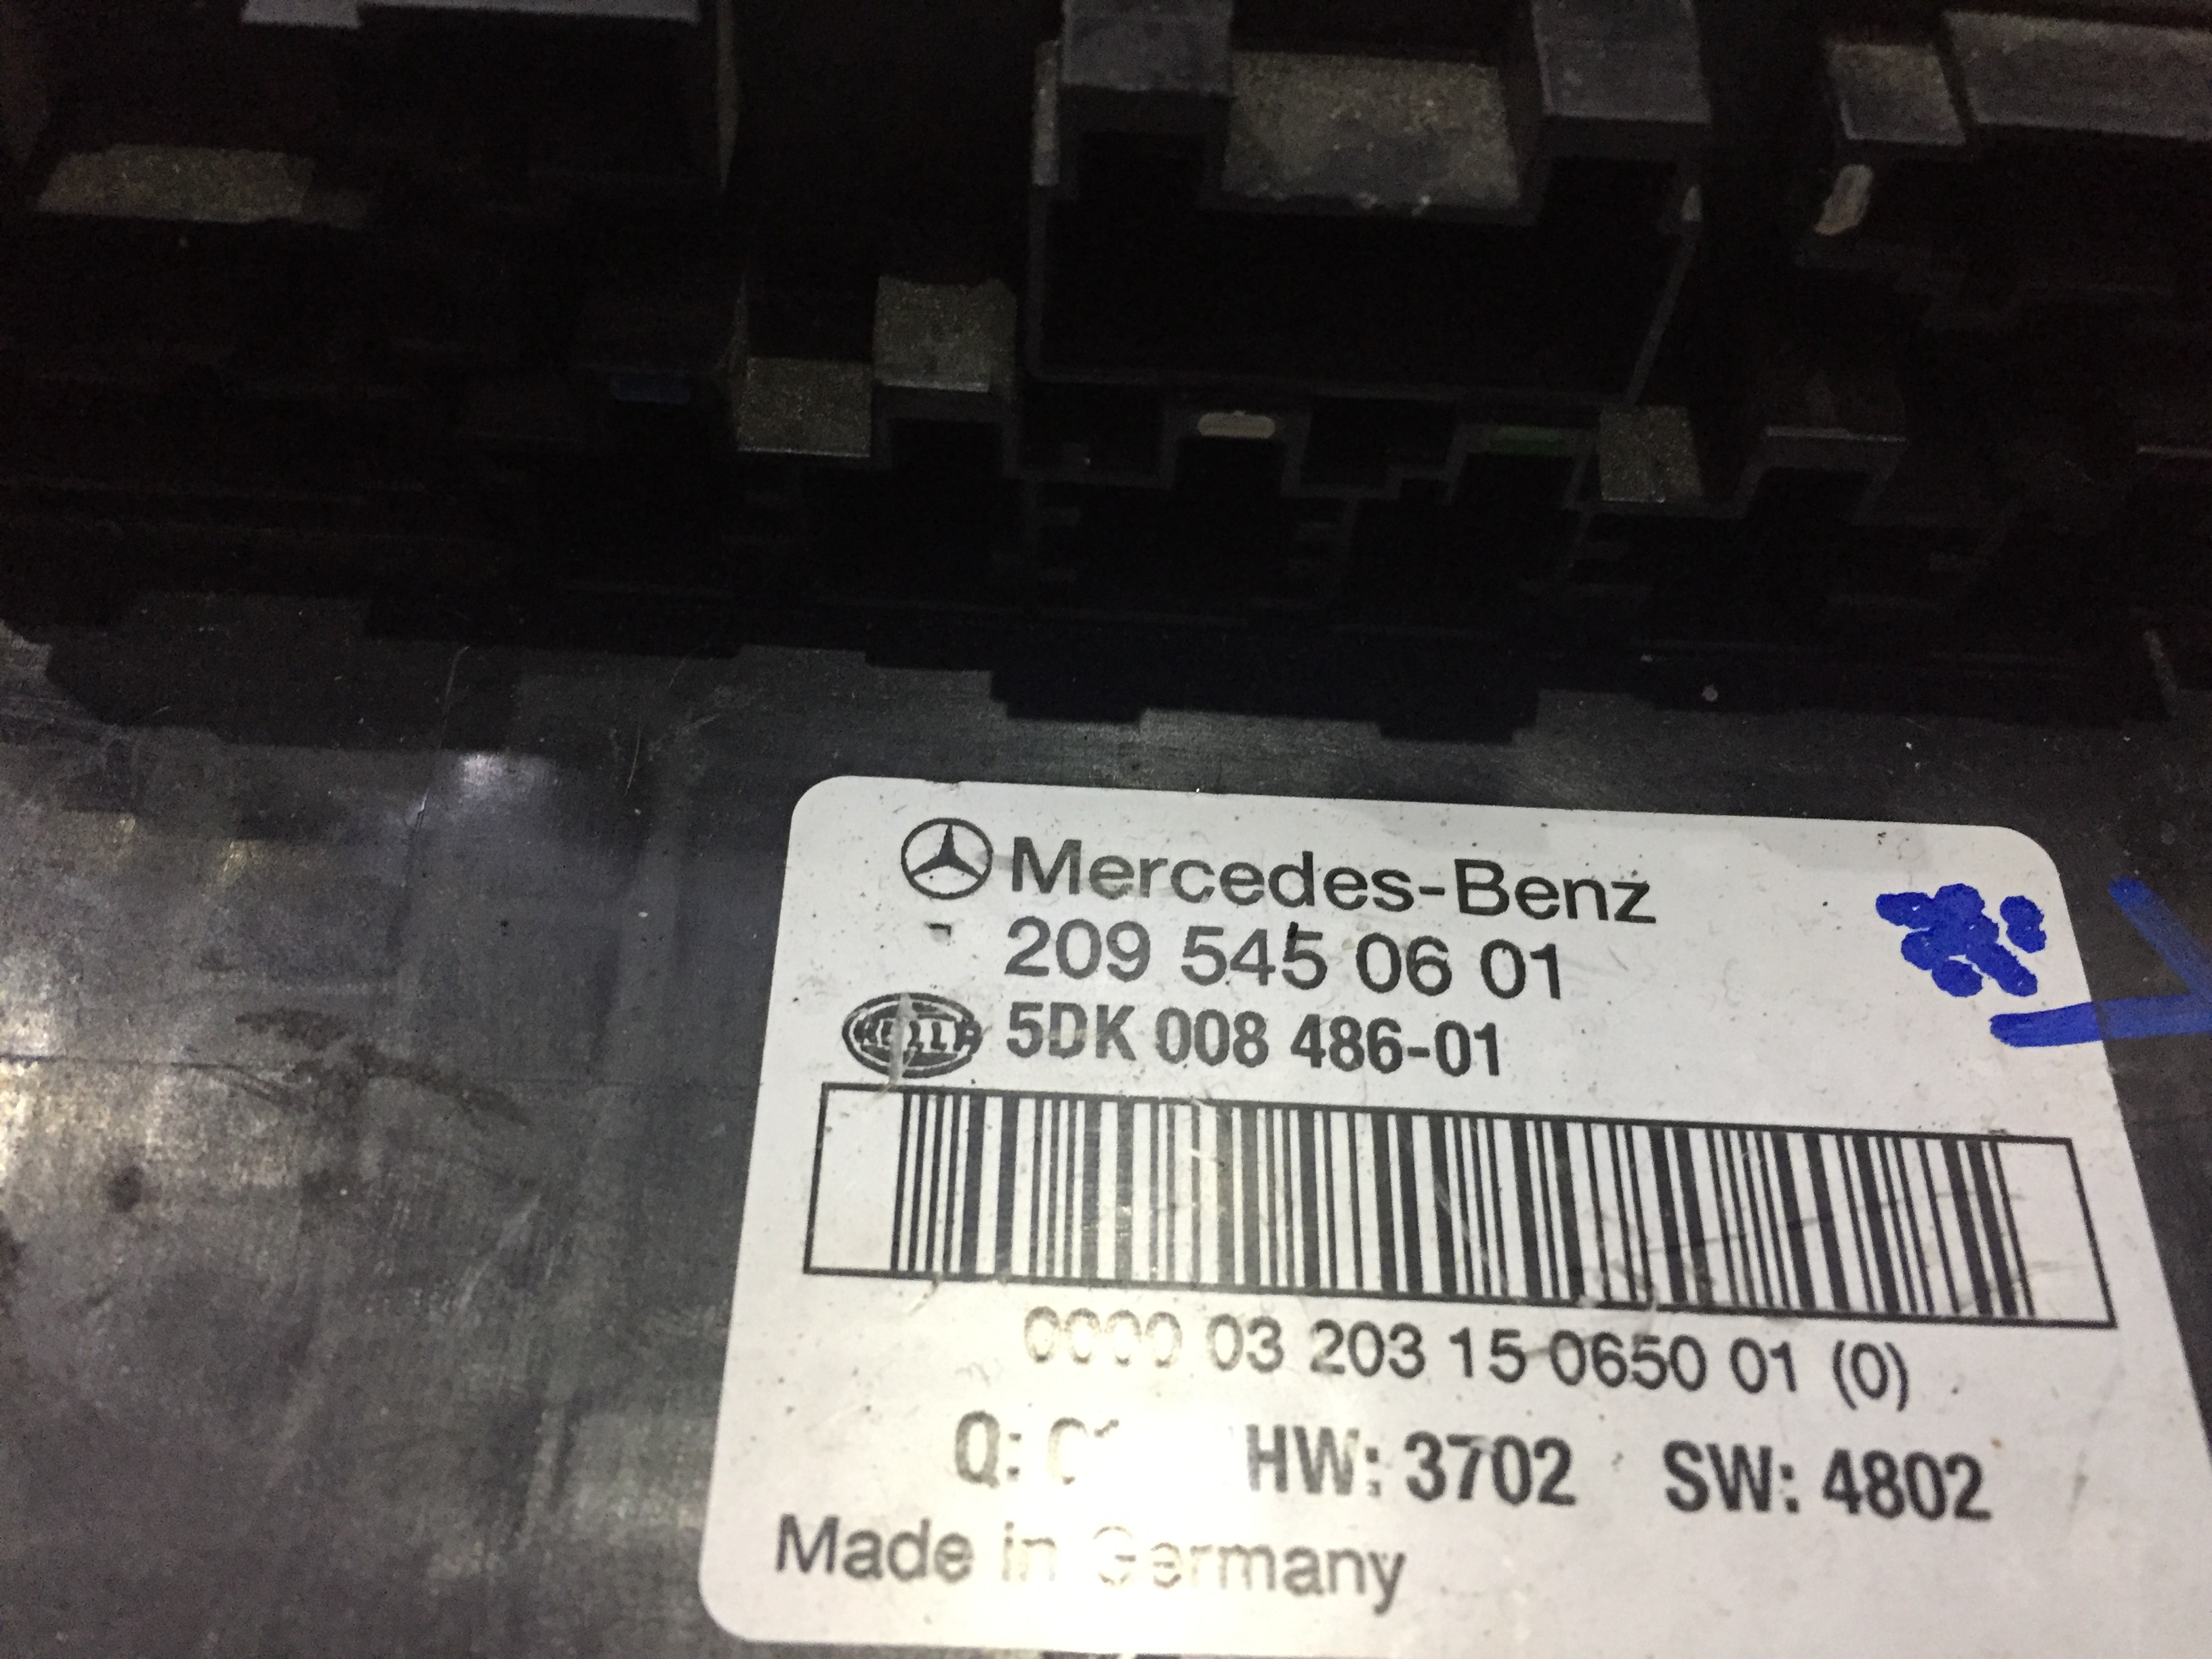 Mercedes-Benz
209 545 06 01
HELLA 5DK 008 486-01
0000 03 203 15 0650 01 (0)
Q: HW: 3702 SW: 4802
Made in Germany